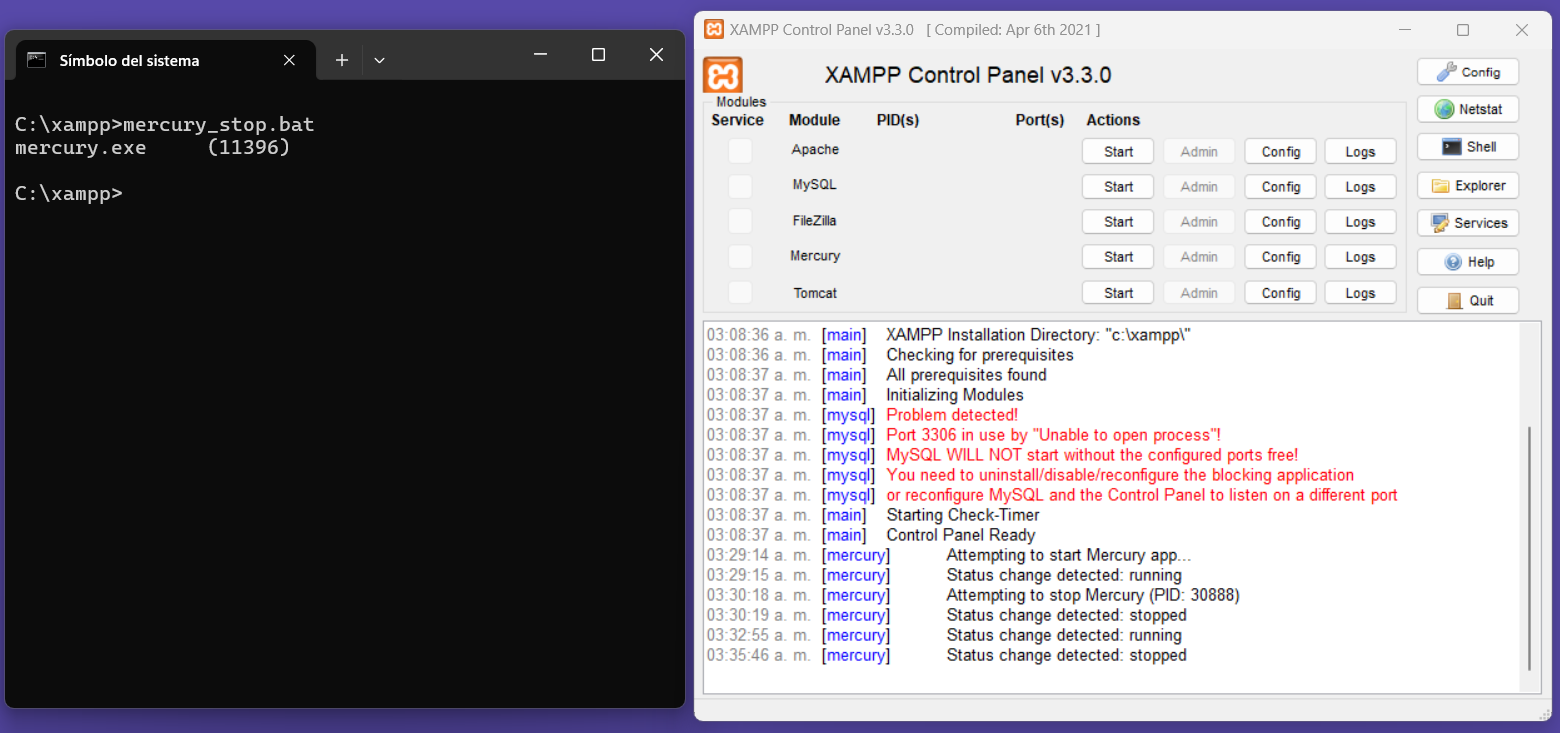 Símbolo del sistema
C:\xampp>mercury_stop.bat
mercury.exe (11396)
C:\xampp>
XAMPP Control Panel v3.3.0 [ Compiled: Apr 6th 2021 ]
XAMPP Control Panel v3.3.0
Modules
Service Module PID(s) Port(s) Actions
Apache Start Admin Config Logs
MySQL Start Admin Config Logs
FileZilla Start Admin Config Logs
Mercury Start Admin Config Logs
Tomcat Start Admin Config Logs
Config
Netstat
Shell
Explorer
Services
Help
Quit
03:08:36 a. m. [main] XAMPP Installation Directory: "c:\xampp\"
03:08:36 a. m. [main] Checking for prerequisites
03:08:37 a. m. [main] All prerequisites found
03:08:37 a. m. [main] Initializing Modules
03:08:37 a. m. [mysql] Problem detected!
03:08:37 a. m. [mysql] Port 3306 in use by "Unable to open process"!
03:08:37 a. m. [mysql] MySQL WILL NOT start without the configured ports free!
03:08:37 a. m. [mysql] You need to uninstall/disable/reconfigure the blocking application
03:08:37 a. m. [mysql] or reconfigure MySQL and the Control Panel to listen on a different port
03:08:37 a. m. [main] Starting Check-Timer
03:08:37 a. m. [main] Control Panel Ready
03:29:14 a. m. [mercury] Attempting to start Mercury app...
03:29:15 a. m. [mercury] Status change detected: running
03:30:18 a. m. [mercury] Attempting to stop Mercury (PID: 30888)
03:30:19 a. m. [mercury] Status change detected: stopped
03:32:55 a. m. [mercury] Status change detected: running
03:35:46 a. m. [mercury] Status change detected: stopped